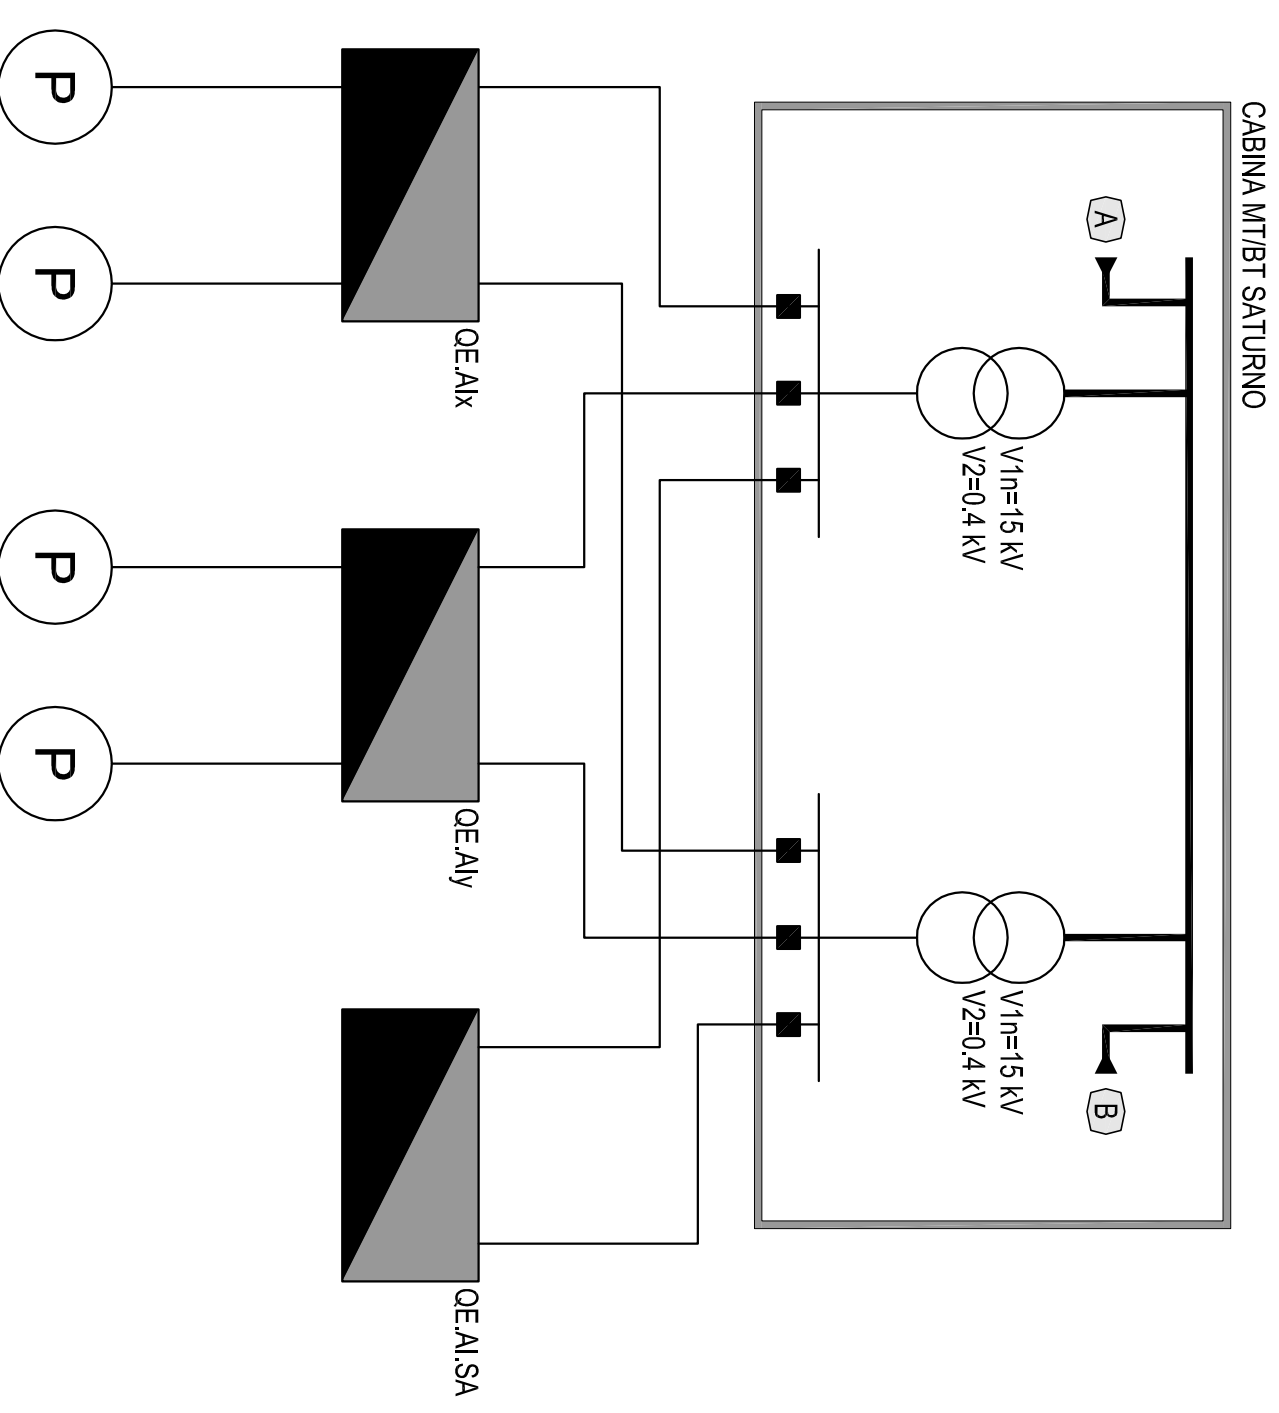 CABINA MT/BT SATURNO
A
B
V1n=15 kV
V2=0.4 kV
V1n=15 kV
V2=0.4 kV
QE.AIx
QE.AIy
QE.AI.SA
P
P
P
P